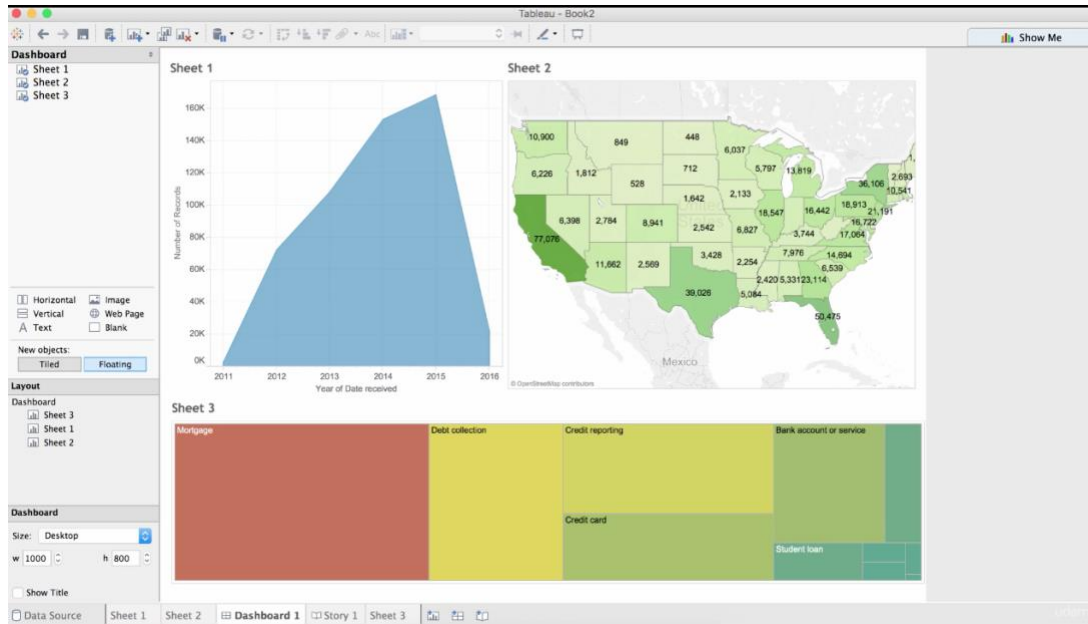 Tableau - Book2
Abc
Show Me
Dashboard
Sheet 1
Sheet 2
Sheet 3
Horizontal Image
Vertical Web Page
A Text Blank
New objects:
Tiled Floating
Layout
Dashboard
Sheet 3
Sheet 1
Sheet 2
Dashboard
Size: Desktop
w 1000 h 800
Show Title
Sheet 1
160K
140K
120K
100K
80K
60K
40K
20K
0K
Number of Records
2011 2012 2013 2014 2015 2016
Year of Date received
Sheet 2
10,900 849 448 6,037
6,226 1,812 528 712 5,797 13,819 36,106 2,693
10,541
1,642 2,133
6,398 2,784 8,941 2,542 6,827 18,547 16,442 18,913 21,191
16,722
77,076 3,744 17,064
11,662 2,569 3,428 2,254 7,976 14,694
6,539
39,026 5,084 2,420 5,331 23,114
50,475
Mexico
© OpenStreetMap contributors
Sheet 3
Mortgage Debt collection Credit reporting Bank account or service
Credit card
Student loan
Data Source Sheet 1 Sheet 2 Dashboard 1 Story 1 Sheet 3